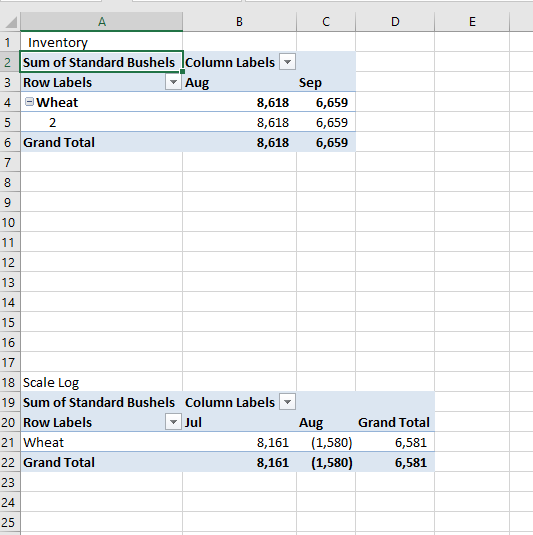 A B C D E
1 Inventory
2 Sum of Standard Bushels Column Labels
3 Row Labels Aug Sep
4 Wheat 8,618 6,659
5 2 8,618 6,659
6 Grand Total 8,618 6,659
7
8
9
10
11
12
13
14
15
16
17
18 Scale Log
19 Sum of Standard Bushels Column Labels
20 Row Labels Jul Aug Grand Total
21 Wheat 8,161 (1,580) 6,581
22 Grand Total 8,161 (1,580) 6,581
23
24
25